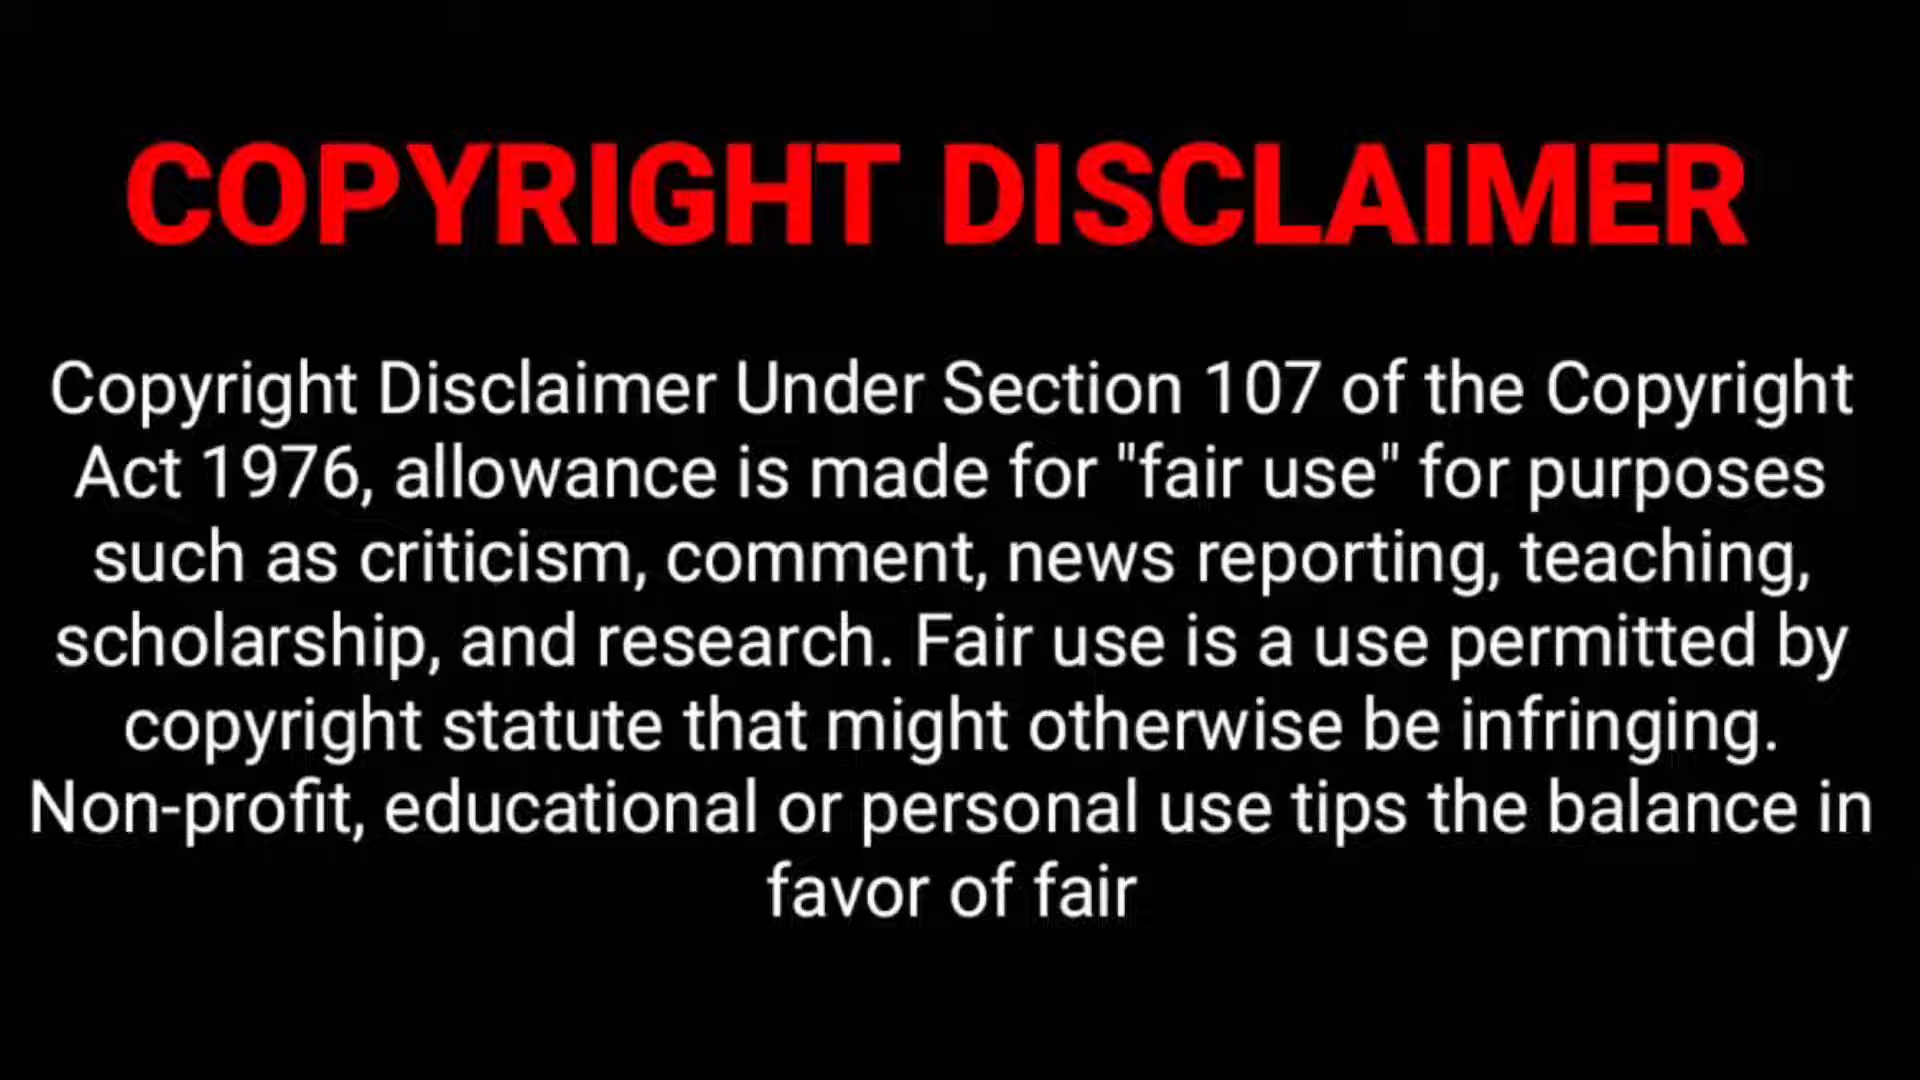 COPYRIGHT DISCLAIMER
Copyright Disclaimer Under Section 107 of the Copyright
Act 1976, allowance is made for "fair use" for purposes
such as criticism, comment, news reporting, teaching,
scholarship, and research. Fair use is a use permitted by
copyright statute that might otherwise be infringing.
Non-profit, educational or personal use tips the balance in
favor of fair